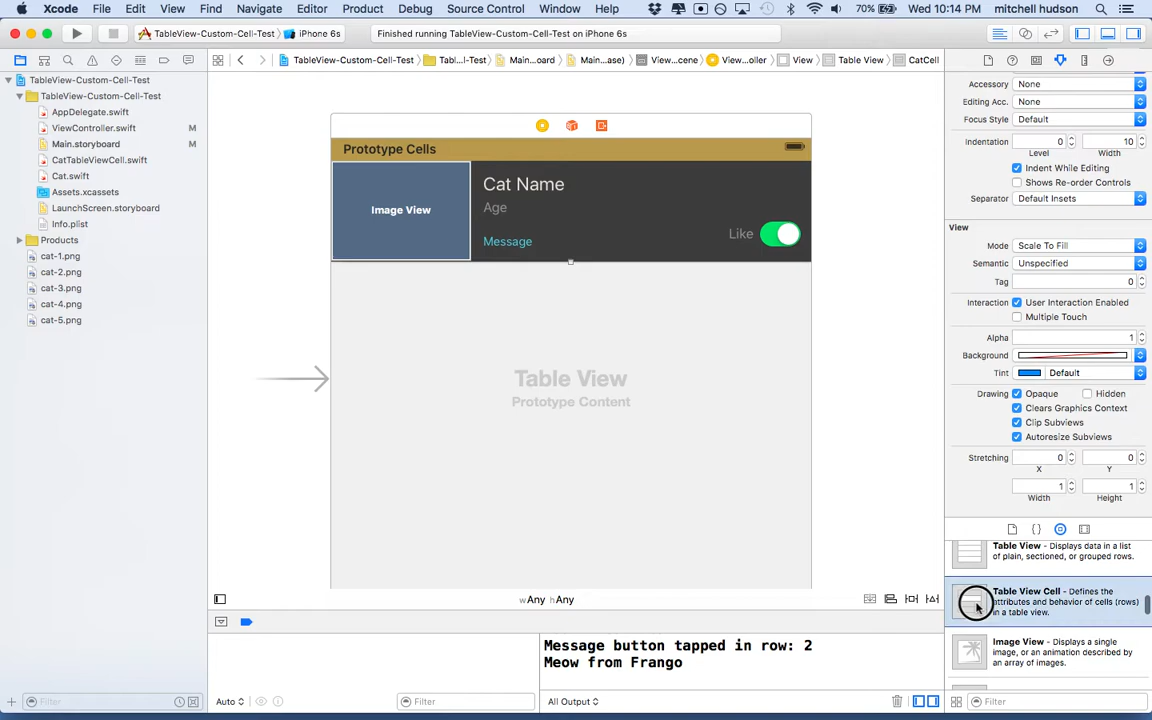 Xcode File Edit View Find Navigate Editor Product Debug Source Control Window Help 70% Wed 10:14 PM mitchell hudson
TableView-Custom-Cell-Test iPhone 6s Finished running TableView-Custom-Cell-Test on iPhone 6s
TableView-Custom-Cell-Test Tabl...l-Test Main....oard Main...ase) View...cene View...oller View Table View CatCell
TableView-Custom-Cell-Test
TableView-Custom-Cell-Test
AppDelegate.swift
ViewController.swift M
Main.storyboard M
CatTableViewCell.swift
Cat.swift
Assets.xcassets
LaunchScreen.storyboard
Info.plist
Products
cat-1.png
cat-2.png
cat-3.png
cat-4.png
cat-5.png
Filter
Prototype Cells
Image View
Cat Name
Age
Message
Like
Table View
Prototype Content
wAny hAny
Message button tapped in row: 2
Meow from Frango
Auto
Filter
All Output
Accessory None
Editing Acc. None
Focus Style Default
Indentation 0 10
Level Width
Indent While Editing
Shows Re-order Controls
Separator Default Insets
View
Mode Scale To Fill
Semantic Unspecified
Tag 0
Interaction User Interaction Enabled
Multiple Touch
Alpha 1
Background
Tint Default
Drawing Opaque Hidden
Clears Graphics Context
Clip Subviews
Autoresize Subviews
Stretching 0 0
X Y
1 1
Width Height
{ }
Table View - Displays data in a list
of plain, sectioned, or grouped rows.
Table View Cell - Defines the
attributes and behavior of cells (rows)
in a table view.
Image View - Displays a single
image, or an animation described by
an array of images.
Filter